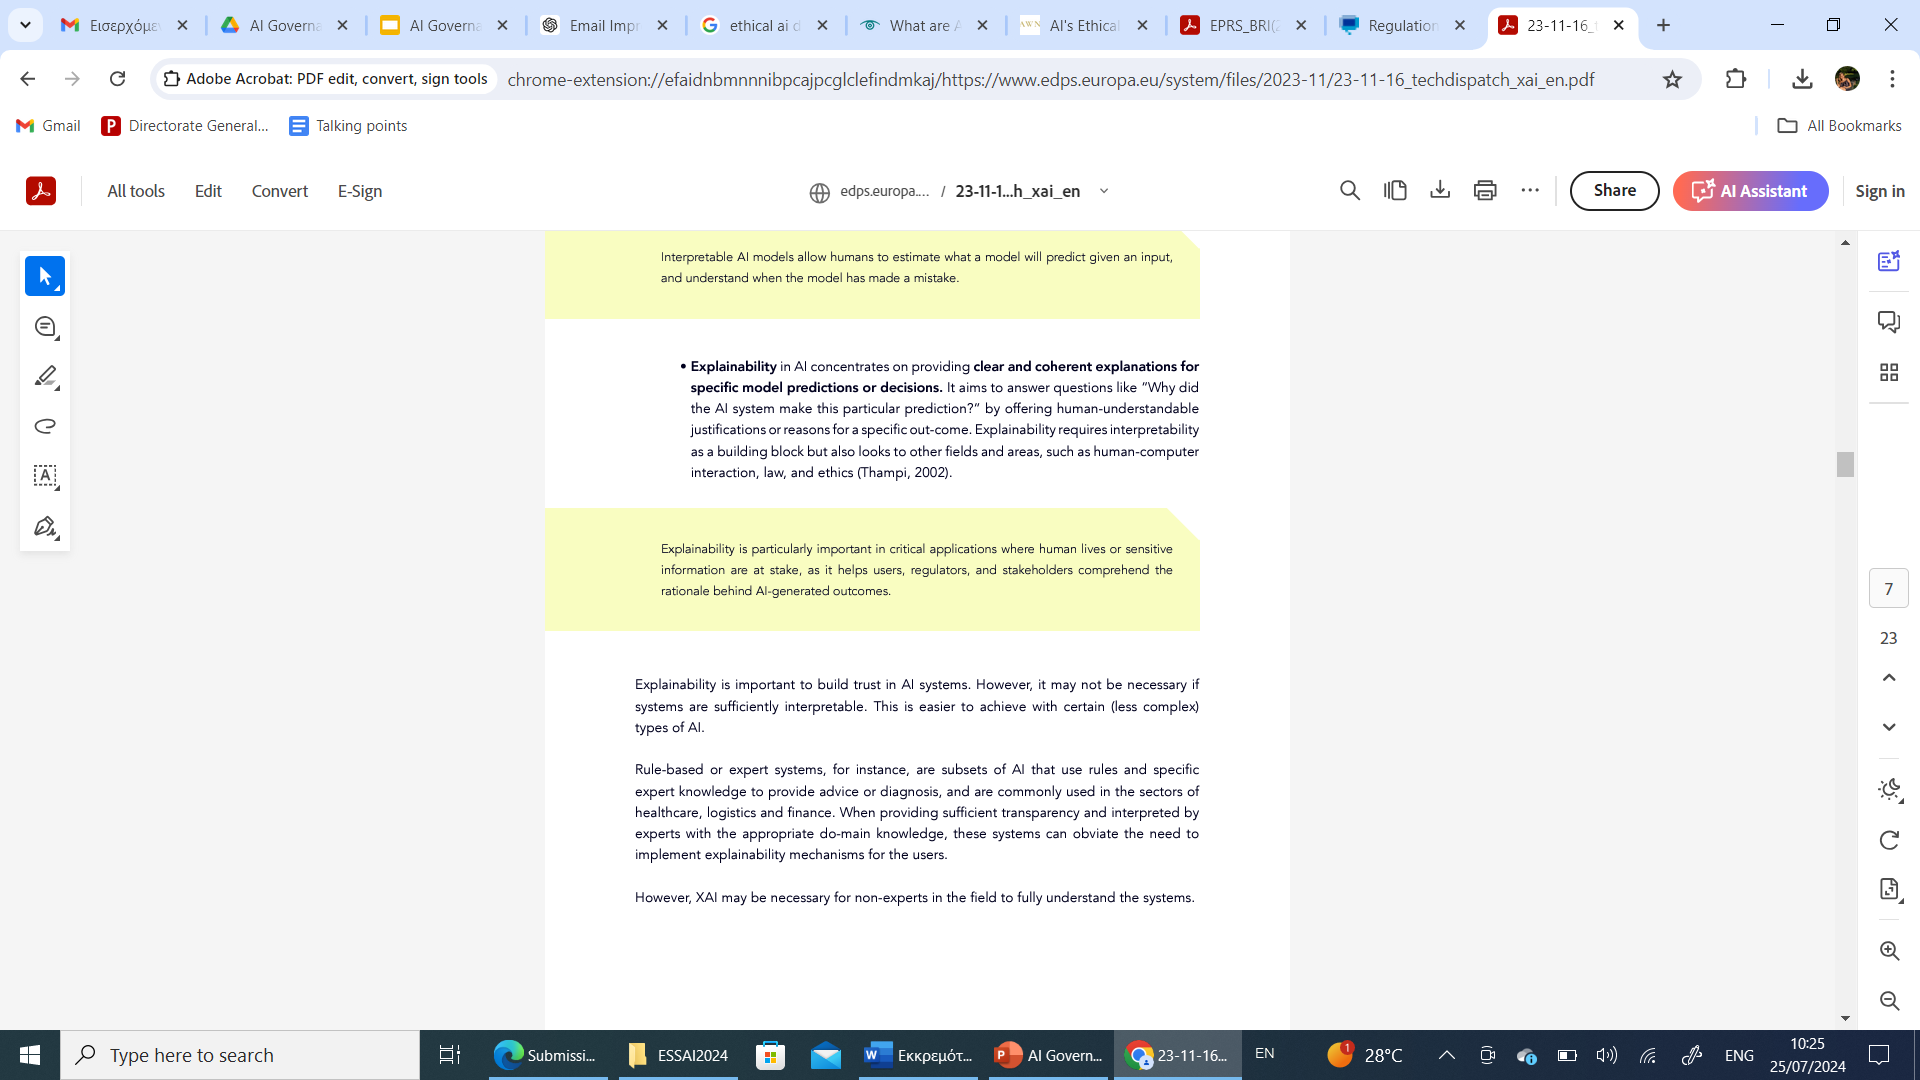 Εισερχόμεν
AI Governa
AI Governa
Email Impr
ethical ai d
What are A
AI's Ethical
EPRS_BRI(2
Regulation
23-11-16_t
Adobe Acrobat: PDF edit, convert, sign tools
chrome-extension://efaidnbmnnnibpcajpcglclefindmkaj/https://www.edps.europa.eu/system/files/2023-11/23-11-16_techdispatch_xai_en.pdf
Gmail
Directorate General...
Talking points
All Bookmarks
All tools
Edit
Convert
E-Sign
edps.europa.... / 23-11-1...h_xai_en
Share
AI Assistant
Sign in
Interpretable AI models allow humans to estimate what a model will predict given an input,
and understand when the model has made a mistake.
• Explainability in AI concentrates on providing clear and coherent explanations for
specific model predictions or decisions. It aims to answer questions like “Why did
the AI system make this particular prediction?” by offering human-understandable
justifications or reasons for a specific out-come. Explainability requires interpretability
as a building block but also looks to other fields and areas, such as human-computer
interaction, law, and ethics (Thampi, 2002).
Explainability is particularly important in critical applications where human lives or sensitive
information are at stake, as it helps users, regulators, and stakeholders comprehend the
rationale behind AI-generated outcomes.
Explainability is important to build trust in AI systems. However, it may not be necessary if
systems are sufficiently interpretable. This is easier to achieve with certain (less complex)
types of AI.
Rule-based or expert systems, for instance, are subsets of AI that use rules and specific
expert knowledge to provide advice or diagnosis, and are commonly used in the sectors of
healthcare, logistics and finance. When providing sufficient transparency and interpreted by
experts with the appropriate do-main knowledge, these systems can obviate the need to
implement explainability mechanisms for the users.
However, XAI may be necessary for non-experts in the field to fully understand the systems.
7
23
Type here to search
Submissi...
ESSAI2024
Εκκρεμότ...
AI Govern...
23-11-16...
EN
1
28°C
ENG
10:25
25/07/2024